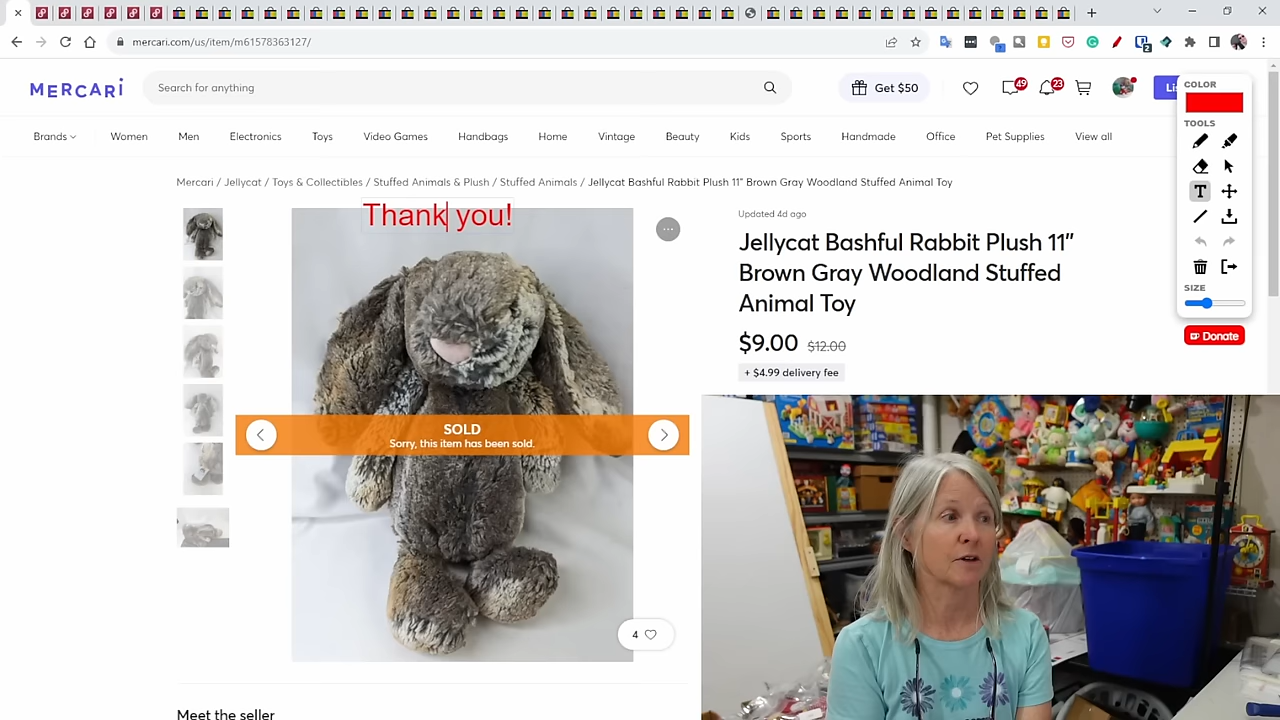 mercari.com/us/item/m61578363127/
MERCARI
Search for anything
Get $50
49
23
Brands
Women
Men
Electronics
Toys
Video Games
Handbags
Home
Vintage
Beauty
Kids
Sports
Handmade
Office
Pet Supplies
View all
Mercari / Jellycat / Toys & Collectibles / Stuffed Animals & Plush / Stuffed Animals / Jellycat Bashful Rabbit Plush 11" Brown Gray Woodland Stuffed Animal Toy
Thank you!
Updated 4d ago
Jellycat Bashful Rabbit Plush 11"
Brown Gray Woodland Stuffed
Animal Toy
$9.00 $12.00
+ $4.99 delivery fee
SOLD
Sorry, this item has been sold.
4
Meet the seller
COLOR
TOOLS
T
SIZE
Donate